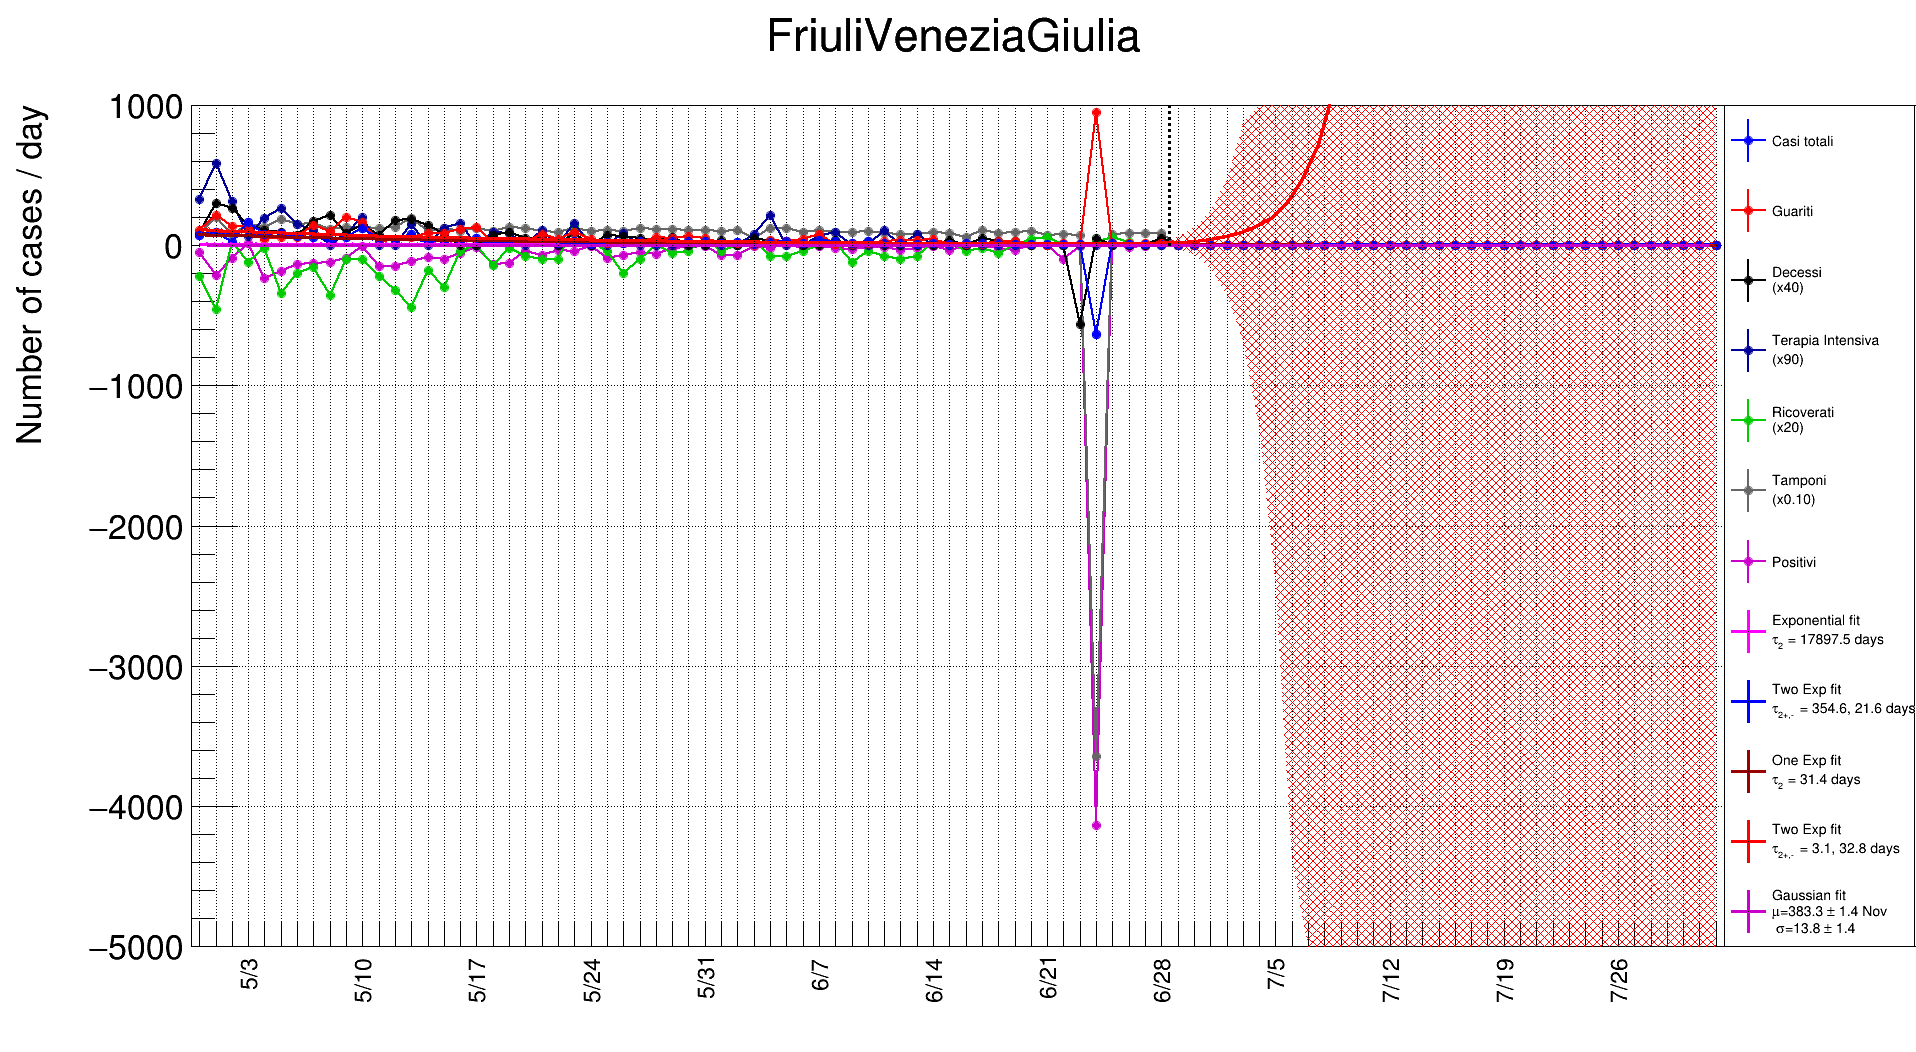 FriuliVeneziaGiulia
Number of cases / day
1000
0
−1000
−2000
−3000
−4000
−5000
5/3
5/10
5/17
5/24
5/31
6/7
6/14
6/21
6/28
7/5
7/12
7/19
7/26
Casi totali
Guariti
Decessi
(x40)
Terapia Intensiva
(x90)
Ricoverati
(x20)
Tamponi
(x0.10)
Positivi
Exponential fit
τ2 = 17897.5 days
Two Exp fit
τ2+,- = 354.6, 21.6 days
One Exp fit
τ2 = 31.4 days
Two Exp fit
τ2+,- = 3.1, 32.8 days
Gaussian fit
μ=383.3 ± 1.4 Nov
σ=13.8 ± 1.4